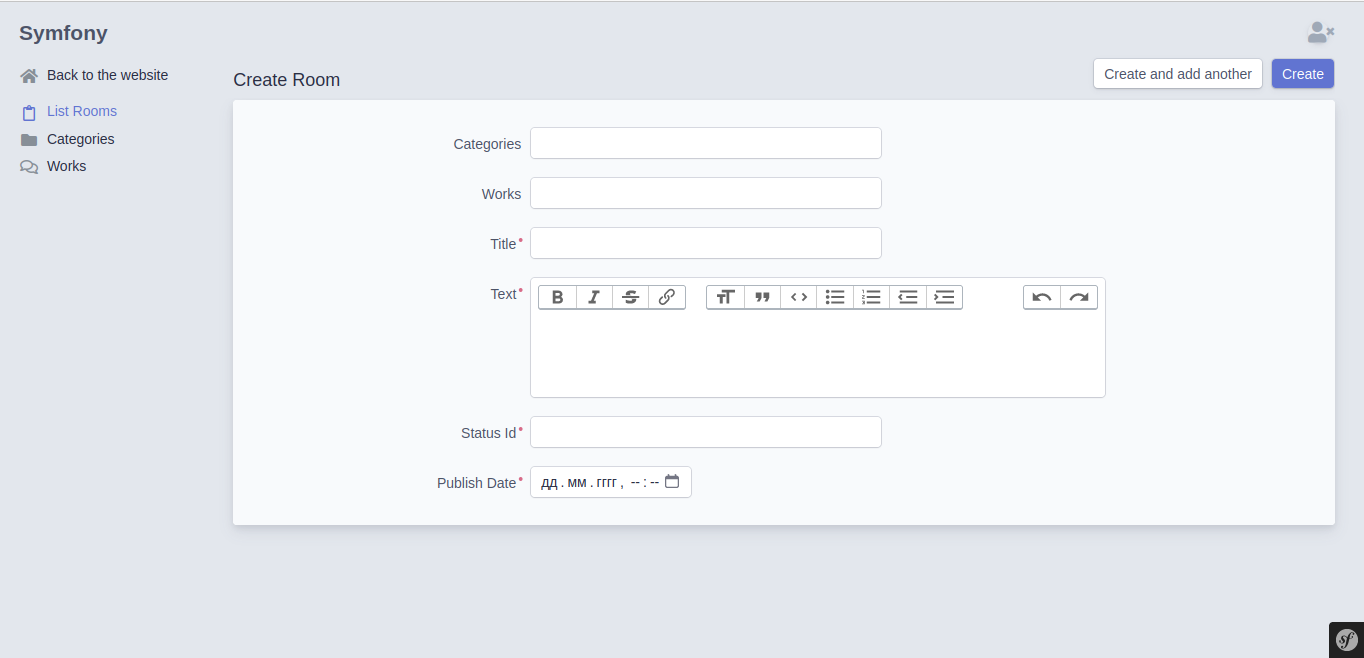 Symfony
Back to the website
List Rooms
Categories
Works
Create Room
Create and add another
Create
Categories
Works
Title
Text
Status Id
Publish Date
дд.мм.гггг, --:--
sf